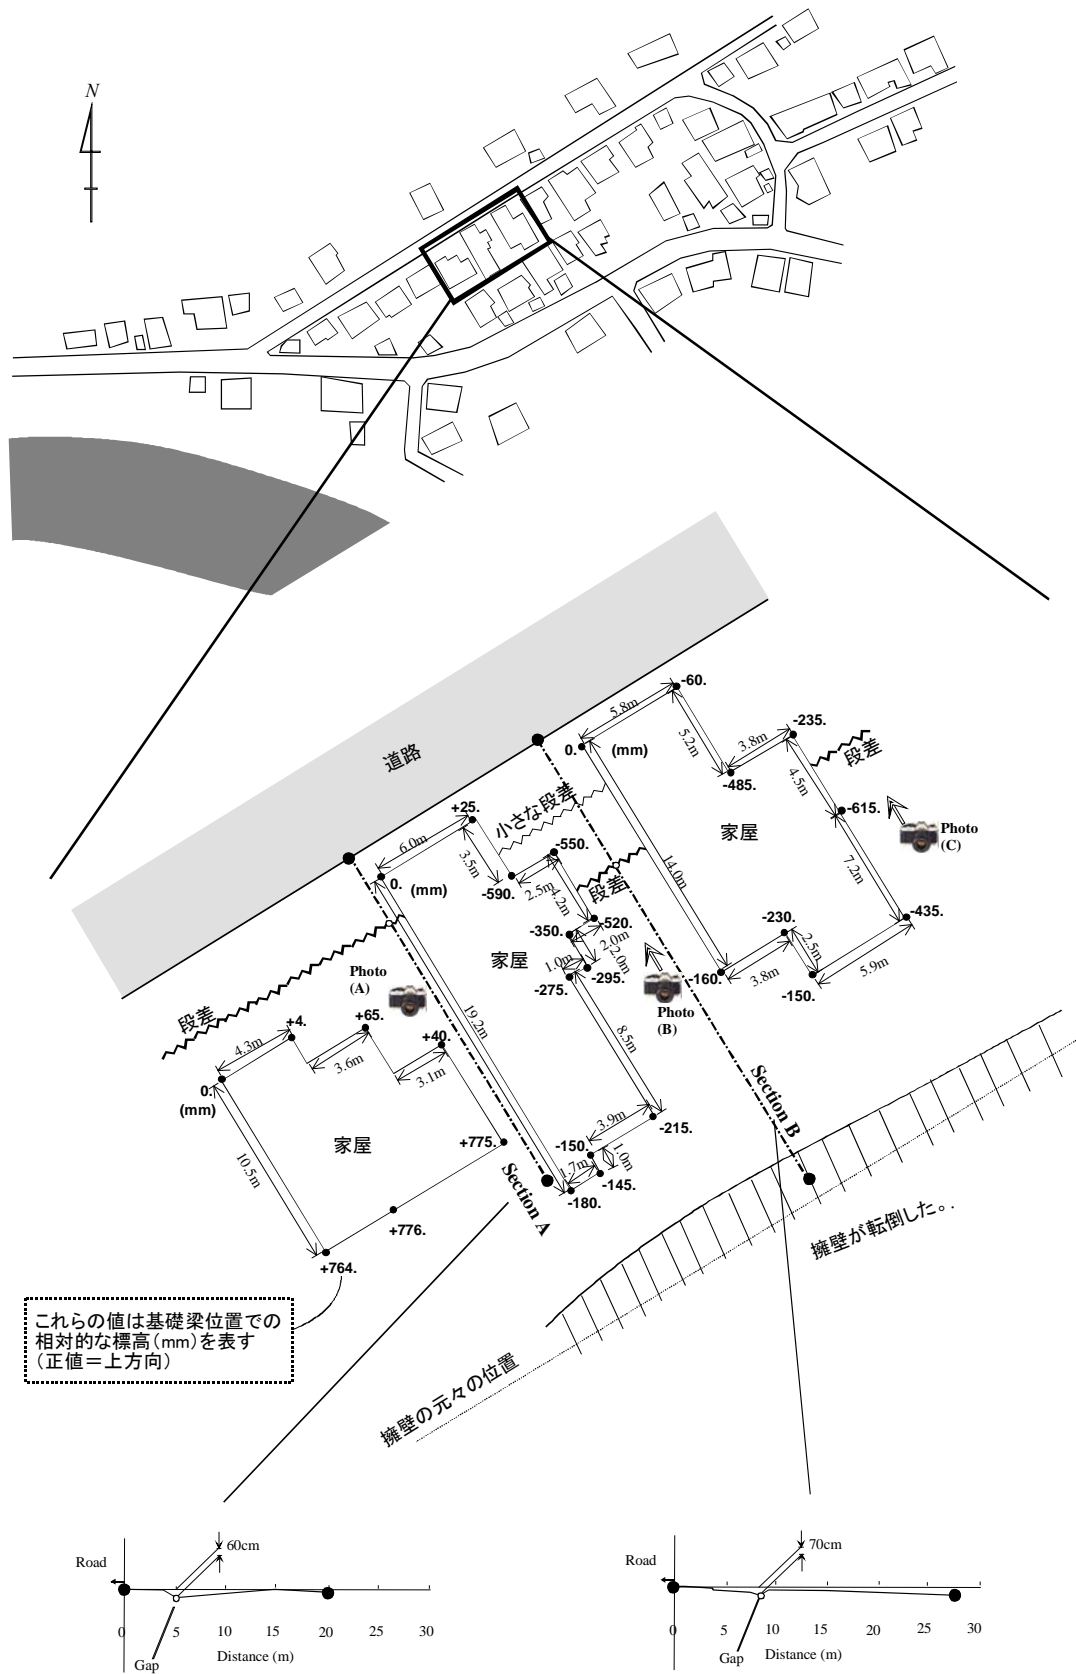 N
道路
-60.
5.8m
-235.
5.2m
3.8m
段差
0.
(mm)
-485.
4.5m
-615.
家屋
Photo
(C)
+25.
小さな段差
6.0m
3.5m
-550.
0.
(mm)
-590.
2.5m
4.2m
段差
14.0m
7.2m
-520.
-350.
2.0m
2.0m
家屋
1.0m
-295.
-275.
-230.
2.5m
-435.
-160.
3.8m
5.9m
-150.
Photo
(A)
Photo
(B)
段差
+4.
+65.
+40.
4.3m
3.6m
3.1m
19.2m
8.5m
0.
(mm)
家屋
+775.
10.5m
3.9m
-215.
-150.
1.0m
1.7m
-145.
-180.
Section A
Section B
+776.
+764.
擁壁が転倒した。.
擁壁の元々の位置
これらの値は基礎梁位置での
相対的な標高(mm)を表す
(正値＝上方向)
60cm
Road
0 5 10 15 20 25 30
Gap
Distance (m)
70cm
Road
0 5 10 15 20 25 30
Gap
Distance (m)